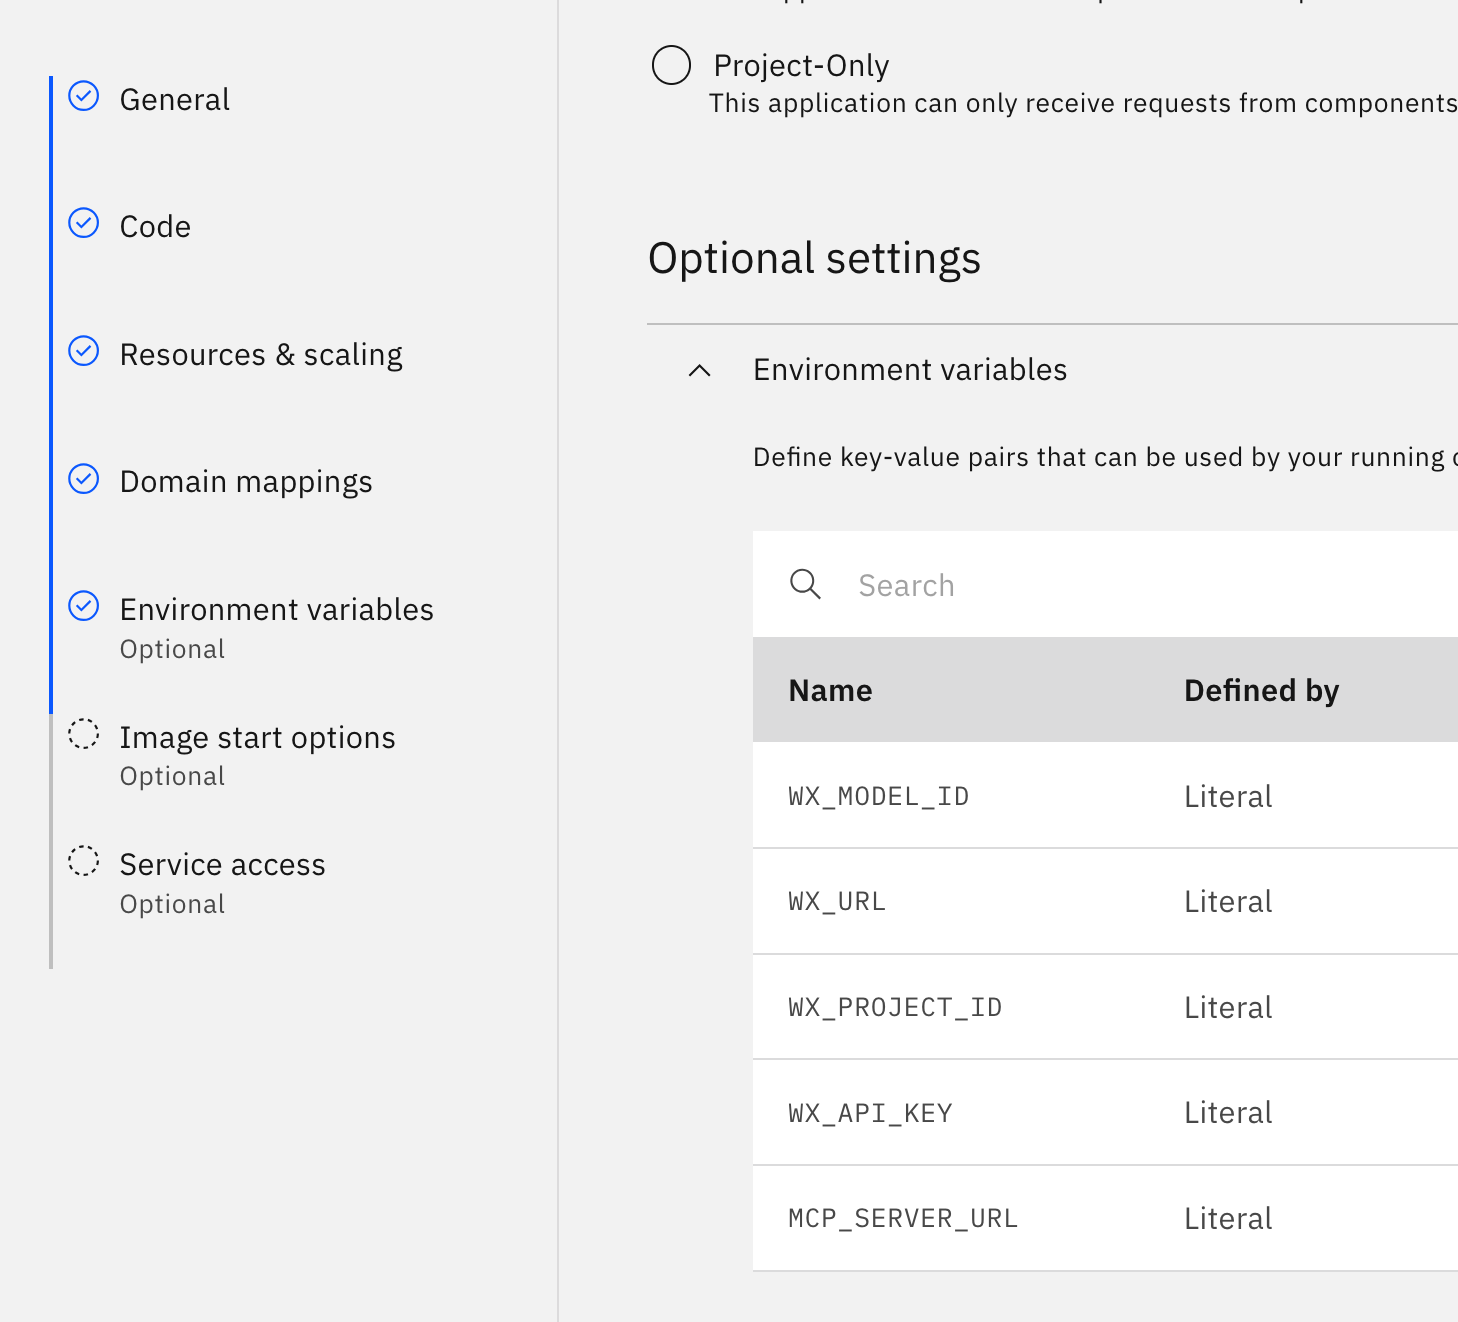 General
Code
Resources & scaling
Domain mappings
Environment variables
Optional
Image start options
Optional
Service access
Optional
Project-Only
This application can only receive requests from components
Optional settings
Environment variables
Define key-value pairs that can be used by your running
Search
Name Defined by
WX_MODEL_ID Literal
WX_URL Literal
WX_PROJECT_ID Literal
WX_API_KEY Literal
MCP_SERVER_URL Literal